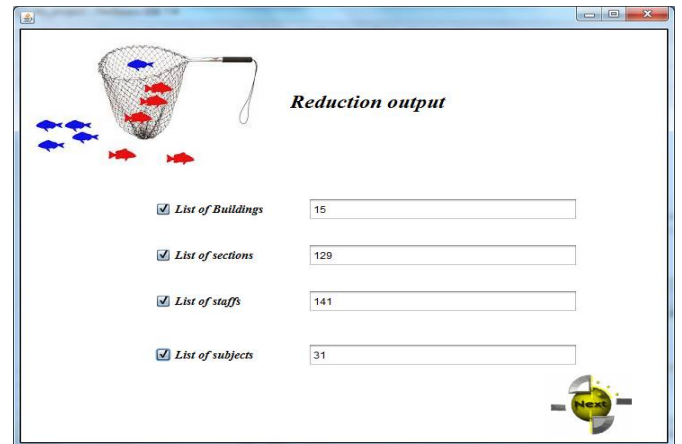 Reduction output
List of Buildings 15
List of sections 129
List of staffs 141
List of subjects 31
Next